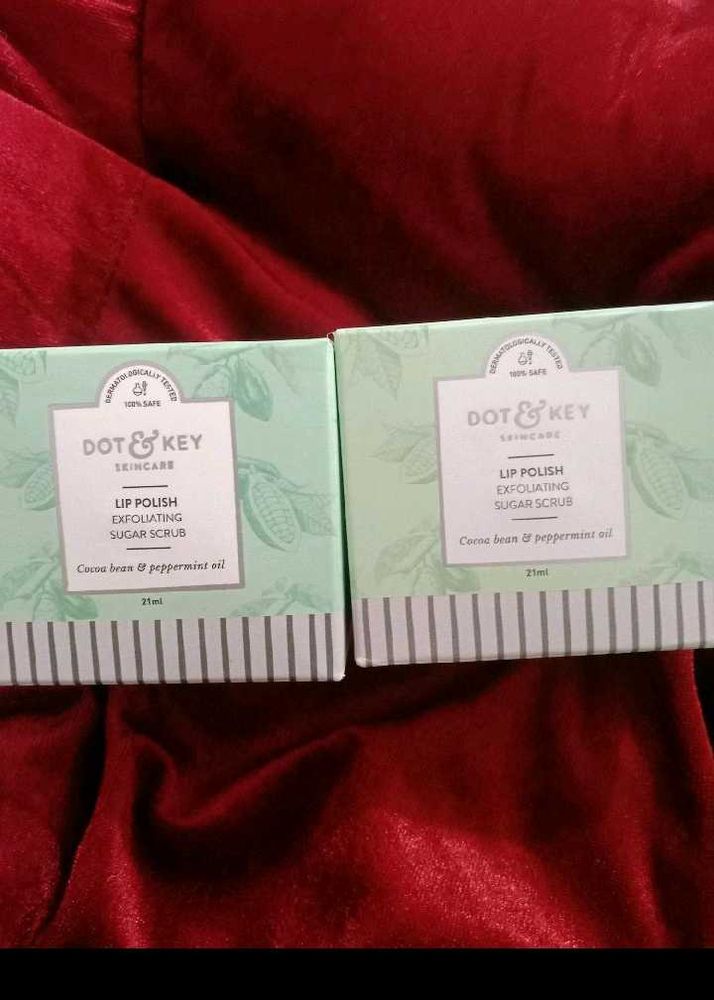 DERMATOLOGICALLY TESTED
100% SAFE
DOT & KEY
SKINCARE
LIP POLISH
EXFOLIATING
SUGAR SCRUB
Cocoa bean & peppermint oil
21ml
DERMATOLOGICALLY TESTED
100% SAFE
DOT & KEY
SKINCARE
LIP POLISH
EXFOLIATING
SUGAR SCRUB
Cocoa bean & peppermint oil
21ml